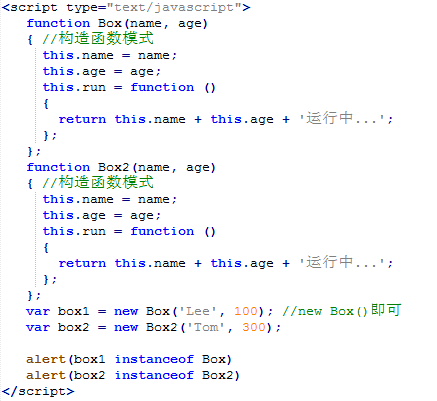 <script type="text/javascript">
function Box(name, age)
{ //构造函数模式
this.name = name;
this.age = age;
this.run = function ()
{
return this.name + this.age + '运行中...';
};
};
function Box2(name, age)
{ //构造函数模式
this.name = name;
this.age = age;
this.run = function ()
{
return this.name + this.age + '运行中...';
};
};
var box1 = new Box('Lee', 100); //new Box()即可
var box2 = new Box2('Tom', 300);
alert(box1 instanceof Box)
alert(box2 instanceof Box2)
</script>